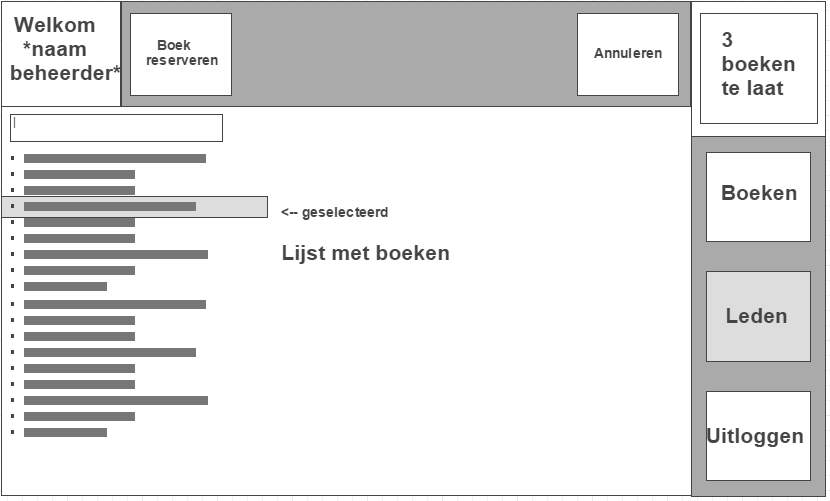 Welkom
*naam
beheerder*
Boek
reserveren
Annuleren
3
boeken
te laat
<-- geselecteerd
Lijst met boeken
Boeken
Leden
Uitloggen